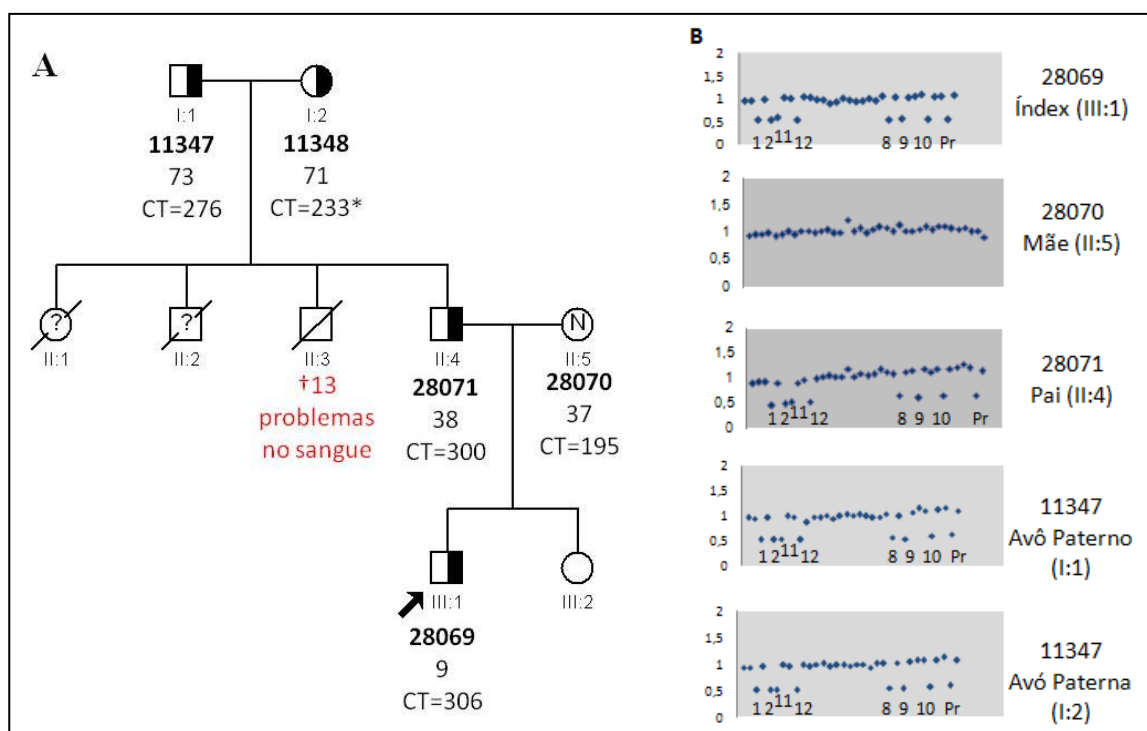 A
I:1
I:2
11347
11348
73
71
CT=276
CT=233*
?
?
II:1
II:2
II:3
II:4
N
II:5
†13
problemas
no sangue
28071
38
CT=300
28070
37
CT=195
III:1
III:2
28069
9
CT=306
B
2
1,5
1
0,5
0
1 2 11 12 8 9 10 Pr
28069
Índex (III:1)
2
1,5
1
0,5
0
28070
Mãe (II:5)
2
1,5
1
0,5
0
1 2 11 12 8 9 10 Pr
28071
Pai (II:4)
2
1,5
1
0,5
0
1 2 11 12 8 9 10 Pr
11347
Avô Paterno
(I:1)
2
1,5
1
0,5
0
1 2 11 12 8 9 10 Pr
11347
Avó Paterna
(I:2)